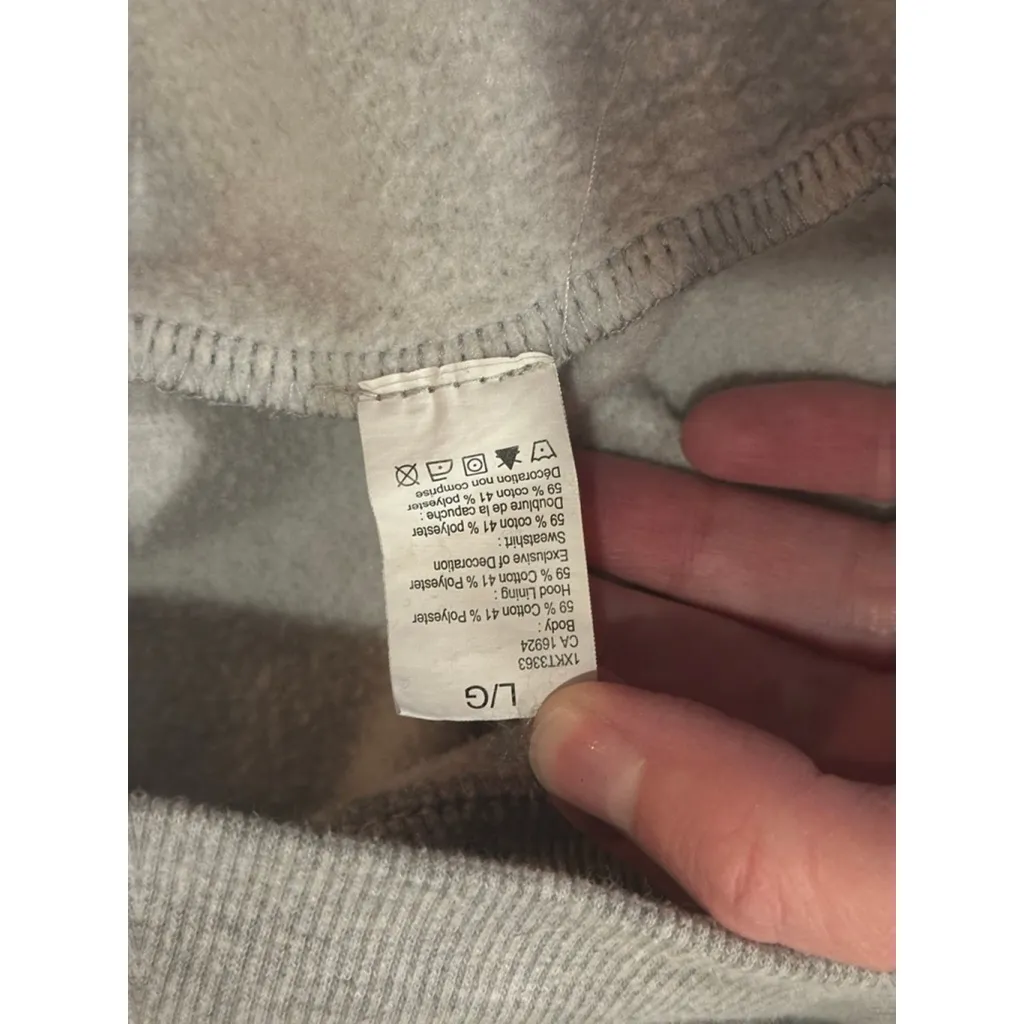 L/G
1XKT3363
CA 16924
Body :
59 % Cotton 41 % Polyester
Hood Lining :
59 % Cotton 41 % Polyester
Exclusive of Decoration
Sweatshirt :
59 % coton 41 % polyester
Doublure de la capuche :
59 % coton 41 % polyester
Décoration non comprise